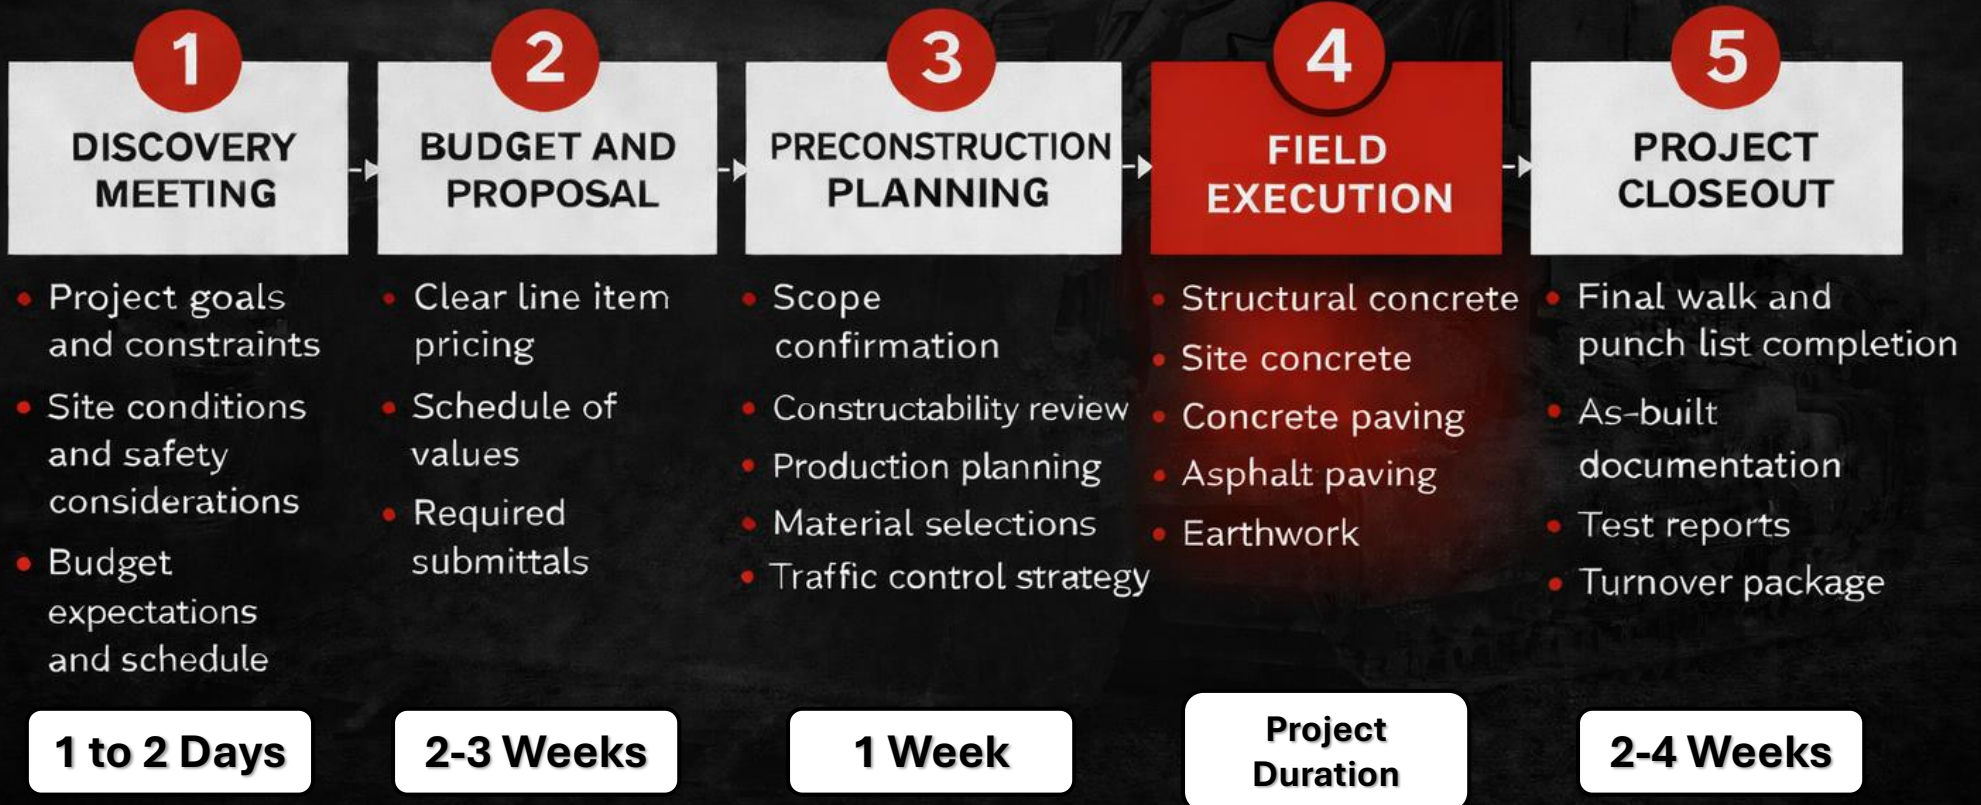 1
DISCOVERY
MEETING
• Project goals
and constraints
• Site conditions
and safety
considerations
• Budget
expectations
and schedule
1 to 2 Days
2
BUDGET AND
PROPOSAL
• Clear line item
pricing
• Schedule of
values
• Required
submittals
2-3 Weeks
3
PRECONSTRUCTION
PLANNING
• Scope
confirmation
• Constructability review
• Production planning
• Material selections
• Traffic control strategy
1 Week
4
FIELD
EXECUTION
• Structural concrete
• Site concrete
• Concrete paving
• Asphalt paving
• Earthwork
Project
Duration
5
PROJECT
CLOSEOUT
• Final walk and
punch list completion
• As-built
documentation
• Test reports
• Turnover package
2-4 Weeks